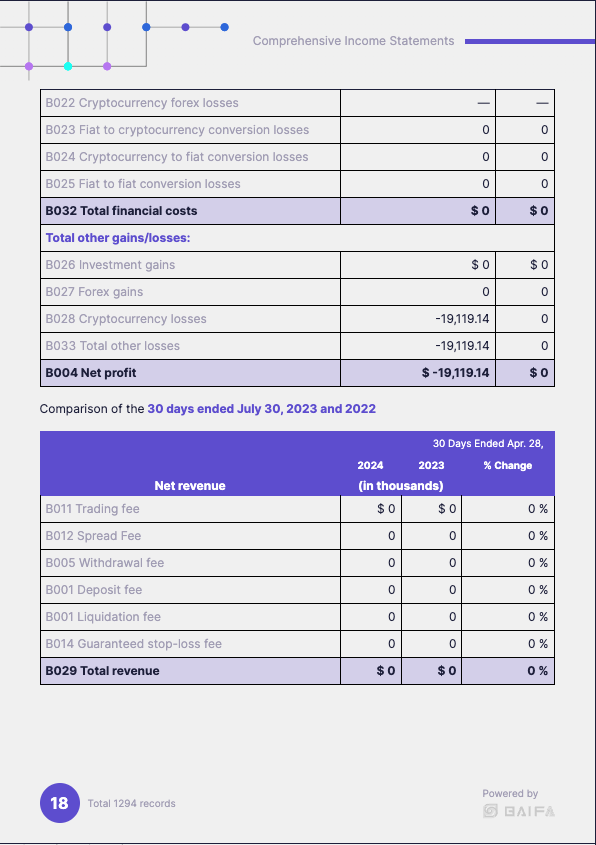 Comprehensive Income Statements
B022 Cryptocurrency forex losses — —
B023 Fiat to cryptocurrency conversion losses 0 0
B024 Cryptocurrency to fiat conversion losses 0 0
B025 Fiat to fiat conversion losses 0 0
B032 Total financial costs $ 0 $ 0
Total other gains/losses:
B026 Investment gains $ 0 $ 0
B027 Forex gains 0 0
B028 Cryptocurrency losses -19,119.14 0
B033 Total other losses -19,119.14 0
B004 Net profit $ -19,119.14 $ 0
Comparison of the 30 days ended July 30, 2023 and 2022
30 Days Ended Apr. 28,
2024 2023 % Change
Net revenue (in thousands)
B011 Trading fee $ 0 $ 0 0 %
B012 Spread Fee 0 0 0 %
B005 Withdrawal fee 0 0 0 %
B001 Deposit fee 0 0 0 %
B001 Liquidation fee 0 0 0 %
B014 Guaranteed stop-loss fee 0 0 0 %
B029 Total revenue $ 0 $ 0 0 %
18 Total 1294 records
Powered by
BAIFA